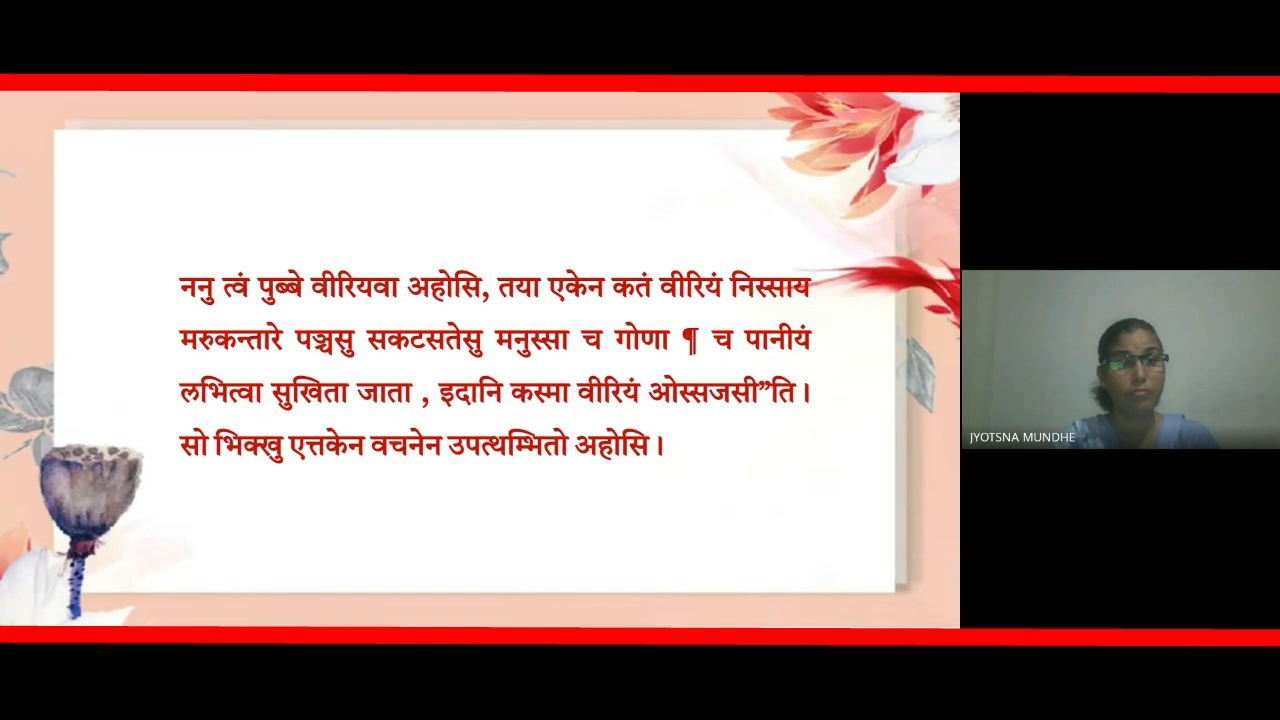 ननु त्वं पुब्बे वीरियवा अहोसि, तया एकेन कतं वीरियं निस्साय
मरुकन्तारे पञ्चसु सकटसतेसु मनुस्सा च गोणा ¶ च पानीयं
लभित्वा सुखिता जाता , इदानि कस्मा वीरियं ओस्सजसी”ति।
सो भिक्खु एत्तकेन वचनेन उपत्थम्भितो अहोसि।
JYOTSNA MUNDHE